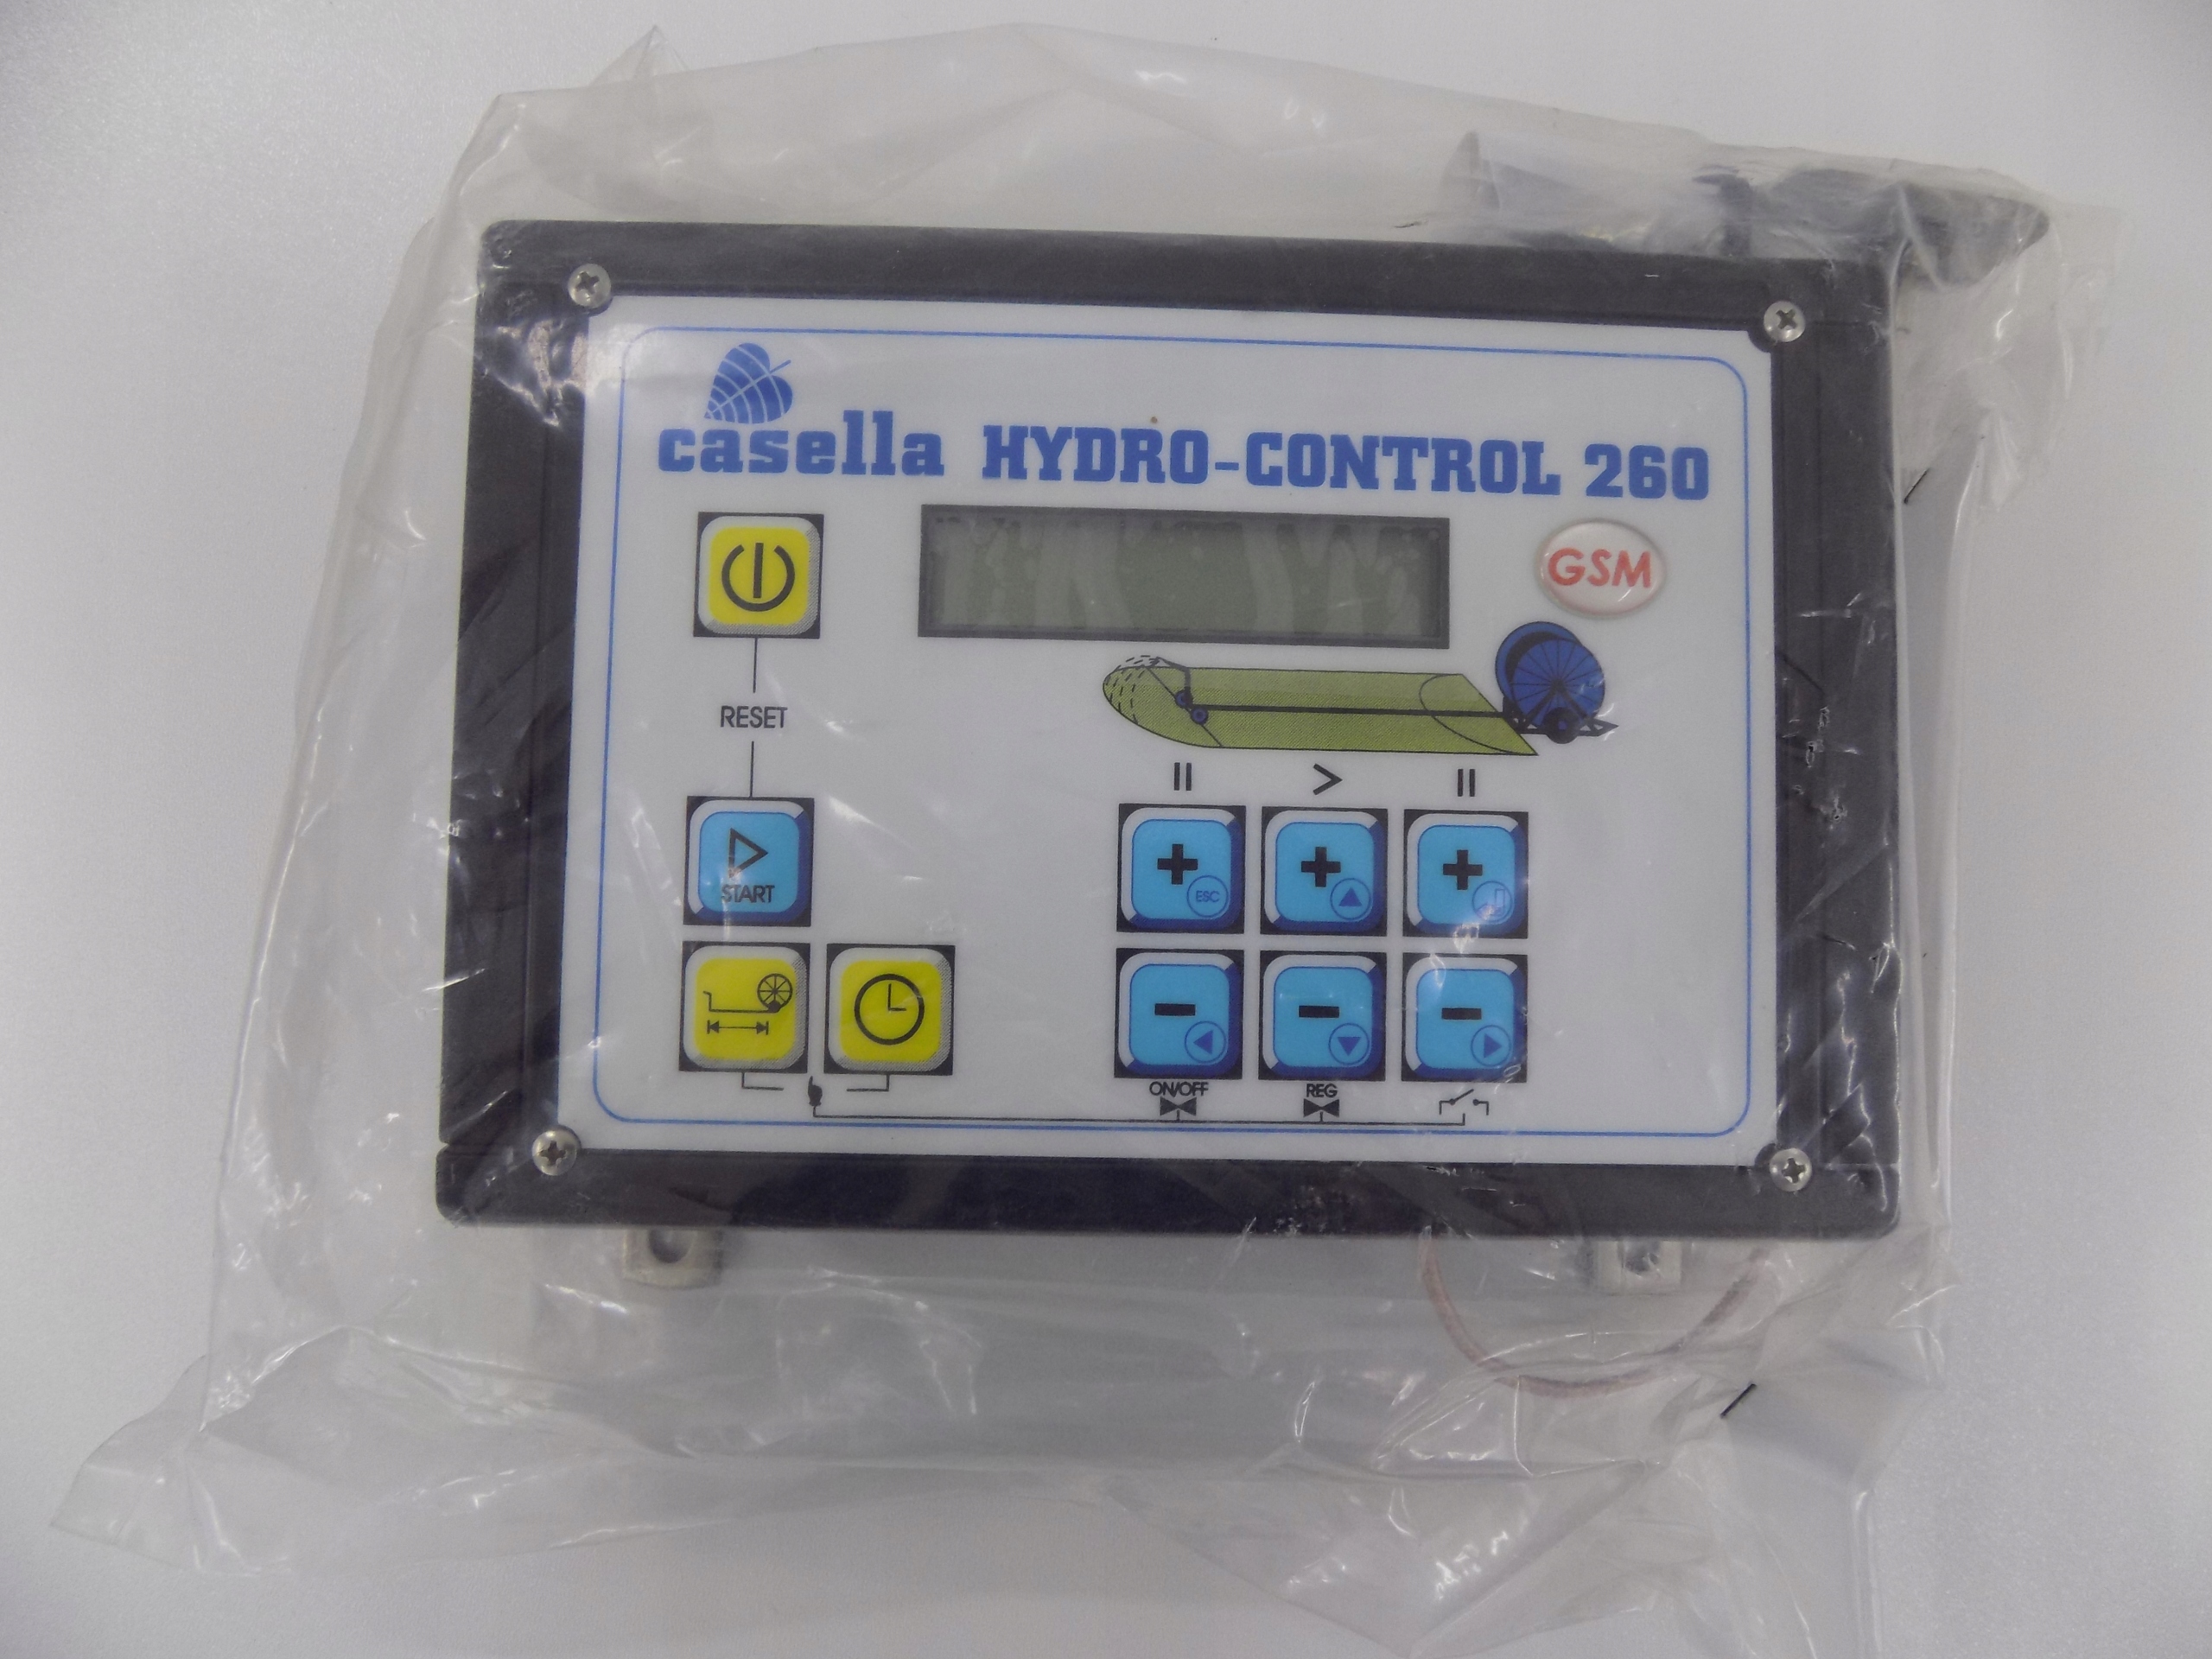 casella HYDRO-CONTROL 260
GSM
RESET
START
+ + +
ESC
- - -
ON/OFF REG